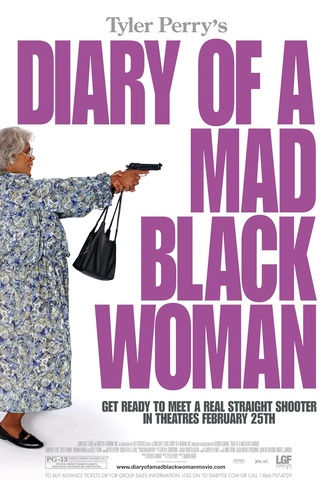 Tyler Perry's
DIARY OF A
MAD
BLACK
WOMAN
GET READY TO MEET A REAL STRAIGHT SHOOTER
IN THEATRES FEBRUARY 25TH
PG-13
www.diaryofamadblackwomanmovie.com
LGF